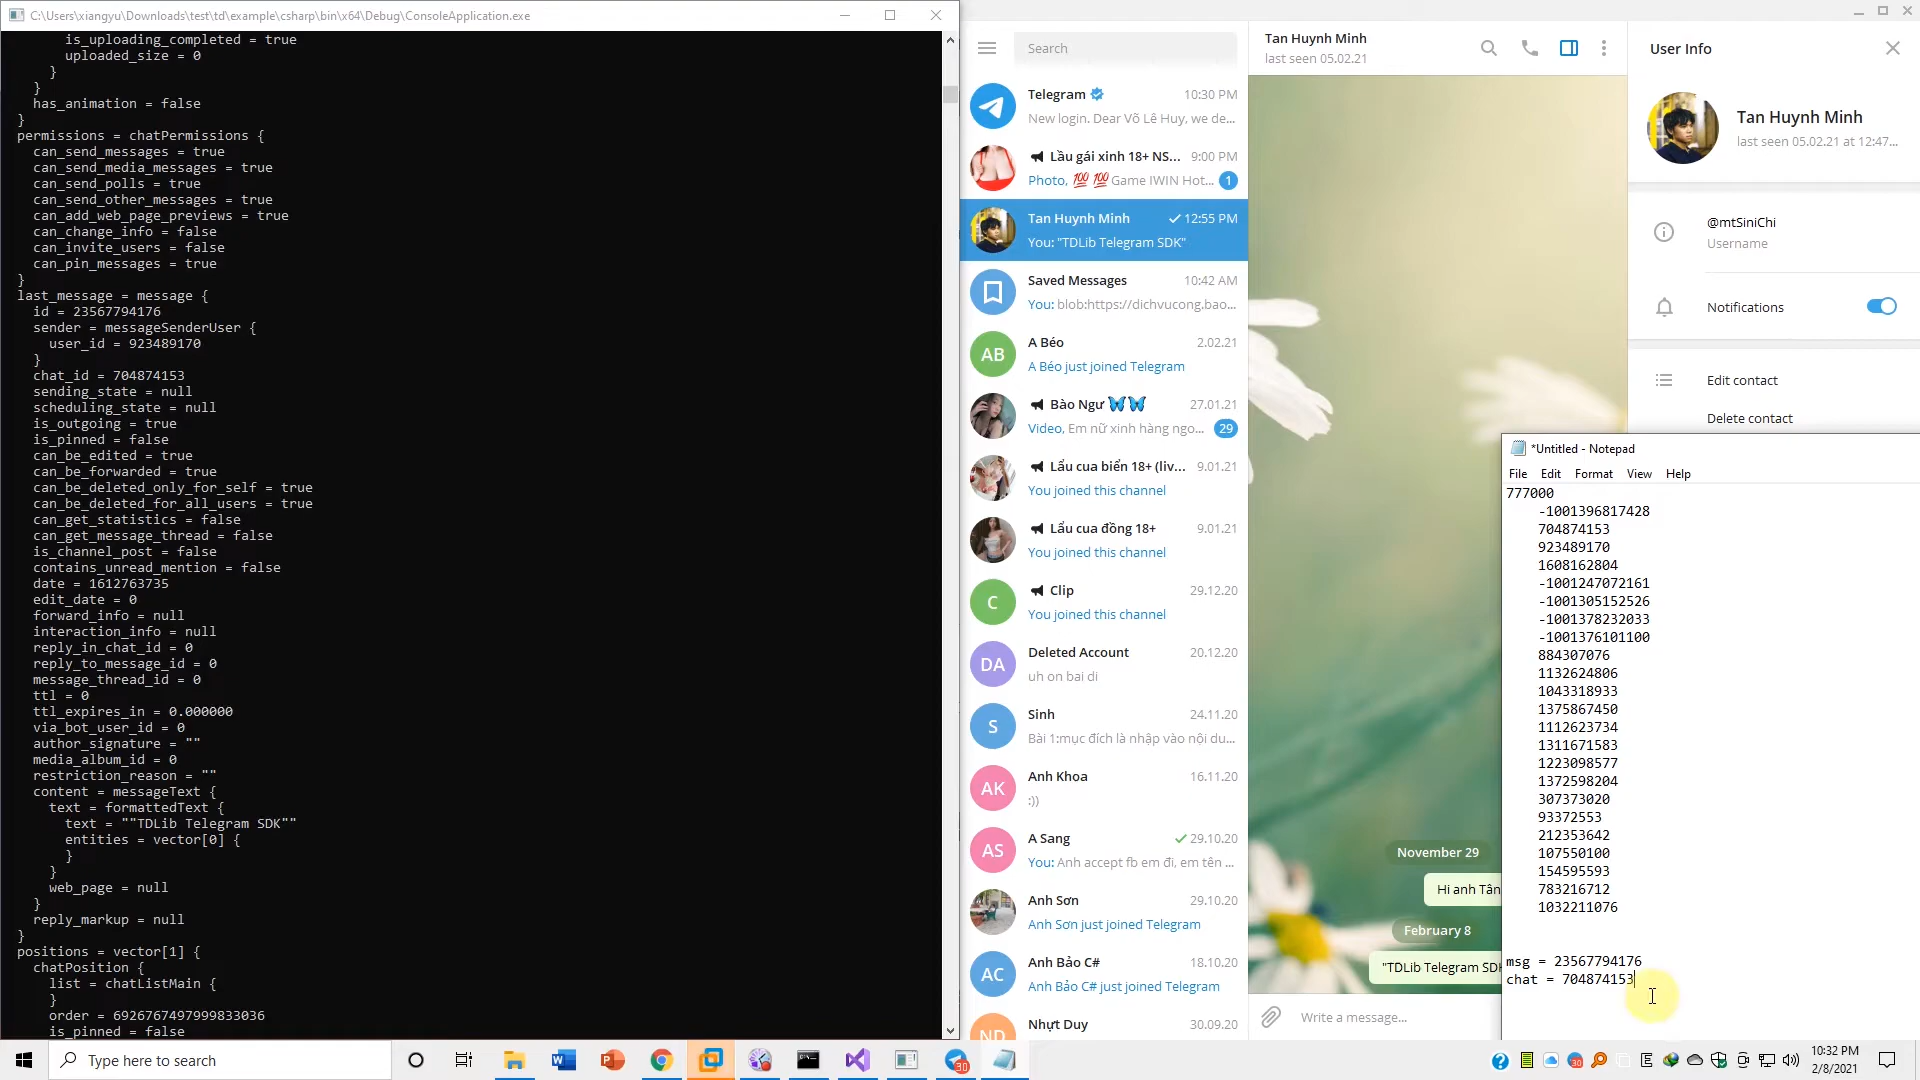 C:\Users\xiangyu\Downloads\test\td\example\csharp\bin\x64\Debug\ConsoleApplication.exe
is_uploading_completed = true
uploaded_size = 0
}
}
has_animation = false
}
permissions = chatPermissions {
can_send_messages = true
can_send_media_messages = true
can_send_polls = true
can_send_other_messages = true
can_add_web_page_previews = true
can_change_info = false
can_invite_users = false
can_pin_messages = true
}
last_message = message {
id = 23567794176
sender = messageSenderUser {
user_id = 923489170
}
chat_id = 704874153
sending_state = null
scheduling_state = null
is_outgoing = true
is_pinned = false
can_be_edited = true
can_be_forwarded = true
can_be_deleted_only_for_self = true
can_be_deleted_for_all_users = true
can_get_statistics = false
can_get_message_thread = false
is_channel_post = false
contains_unread_mention = false
date = 1612763735
edit_date = 0
forward_info = null
interaction_info = null
reply_in_chat_id = 0
reply_to_message_id = 0
message_thread_id = 0
ttl = 0
ttl_expires_in = 0.000000
via_bot_user_id = 0
author_signature = ""
media_album_id = 0
restriction_reason = ""
content = messageText {
text = formattedText {
text = ""TDLib Telegram SDK""
entities = vector[0] {
}
}
web_page = null
}
reply_markup = null
}
positions = vector[1] {
chatPosition {
list = chatListMain {
}
order = 6926767497999833036
is_pinned = false
Search
Telegram 10:30 PM
New login. Dear Võ Lê Huy, we de...
Lầu gái xinh 18+ NS... 9:00 PM
Photo, 💯 💯 Game IWIN Hot... 1
Tan Huynh Minh 12:55 PM
You: "TDLib Telegram SDK"
Saved Messages 10:42 AM
You: blob:https://dichvucong.bao...
AB
A Béo 2.02.21
A Béo just joined Telegram
Bào Ngư 🦋🦋 27.01.21
Video, Em nữ xinh hàng ngo... 29
Lẩu cua biển 18+ (liv... 9.01.21
You joined this channel
Lẩu cua đồng 18+ 9.01.21
You joined this channel
C
Clip 29.12.20
You joined this channel
DA
Deleted Account 20.12.20
uh on bai di
S
Sinh 24.11.20
Bài 1:mục đích là nhập vào nội du...
AK
Anh Khoa 16.11.20
:))
AS
A Sang 29.10.20
You: Anh accept fb em đi, em tên ...
Anh Sơn 29.10.20
Anh Sơn just joined Telegram
AC
Anh Bảo C# 18.10.20
Anh Bảo C# just joined Telegram
ND
Nhựt Duy 30.09.20
Tan Huynh Minh
last seen 05.02.21
November 29
Hi anh Tân
February 8
"TDLib Telegram SDK
Write a message...
User Info
Tan Huynh Minh
last seen 05.02.21 at 12:47...
@mtSiniChi
Username
Notifications
Edit contact
Delete contact
*Untitled - Notepad
File Edit Format View Help
777000
-1001396817428
704874153
923489170
1608162804
-1001247072161
-1001305152526
-1001378232033
-1001376101100
884307076
1132624806
1043318933
1375867450
1112623734
1311671583
1223098577
1372598204
307373020
93372553
212353642
107550100
154595593
783216712
1032211076
msg = 23567794176
chat = 704874153
Type here to search
30
30
10:32 PM
2/8/2021